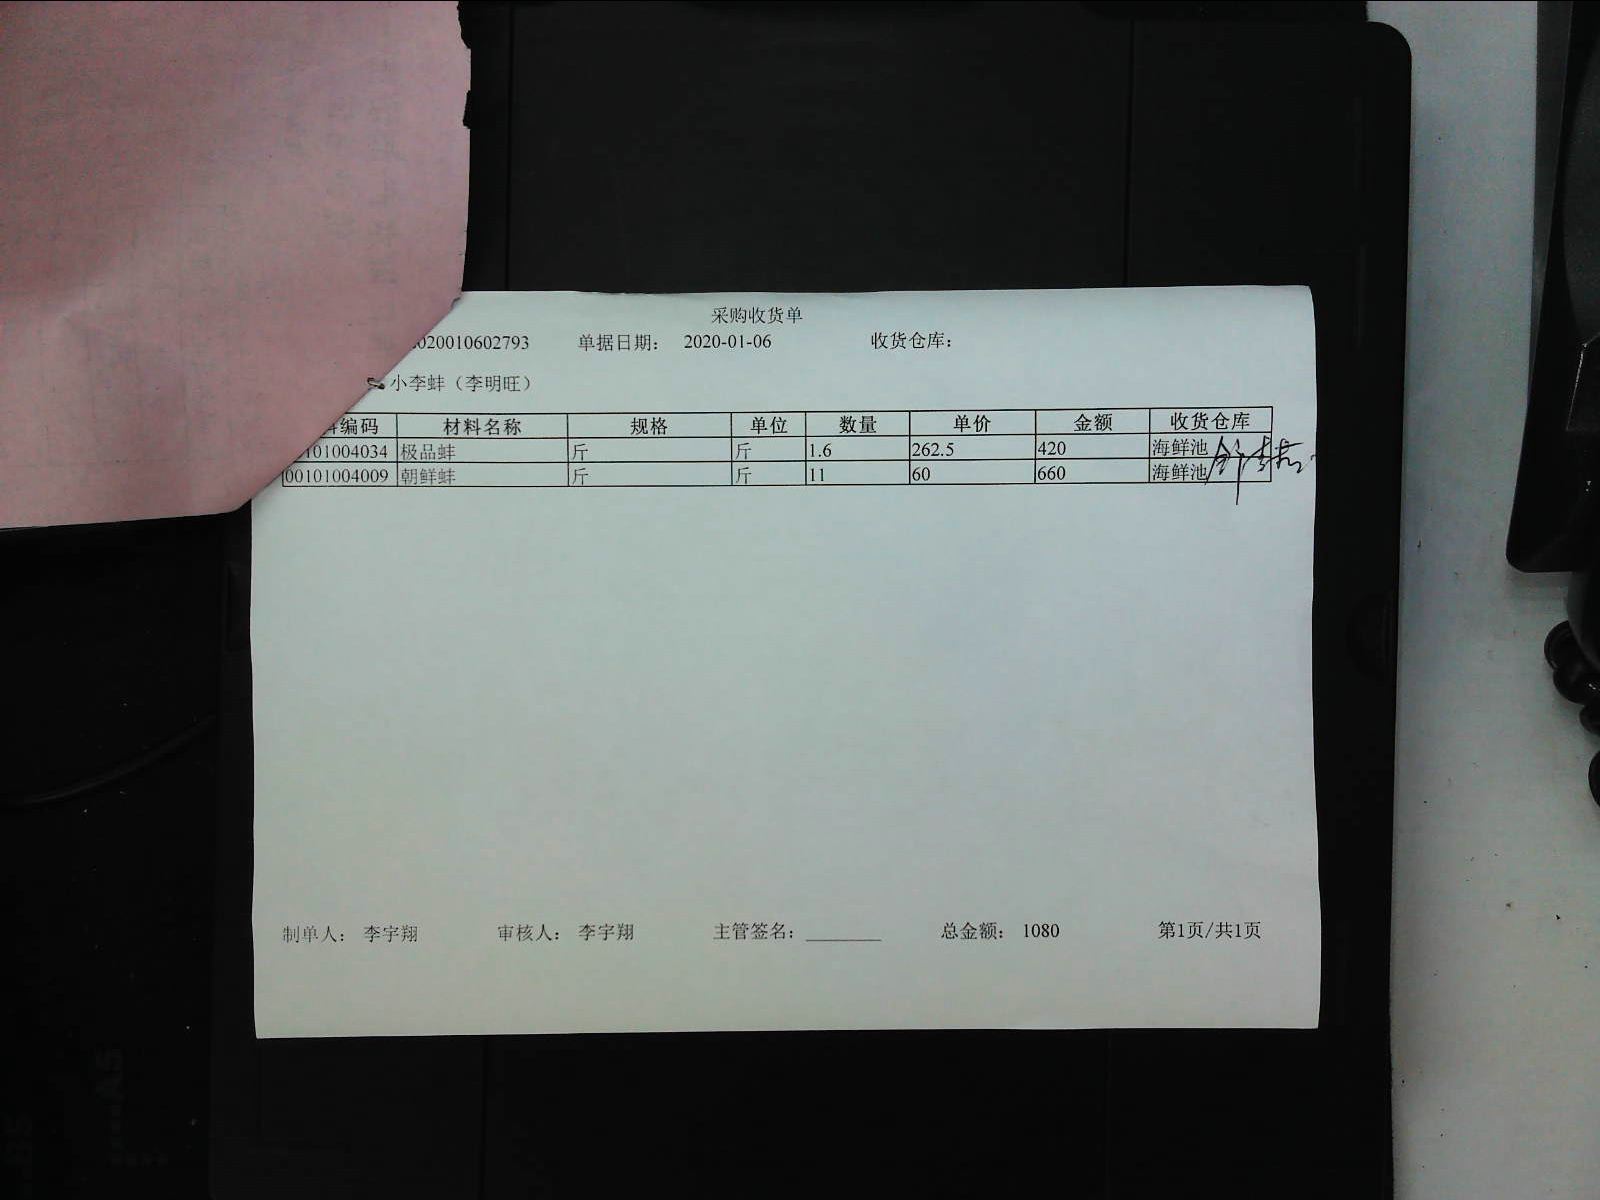 采购收货单
020010602793 单据日期： 2020-01-06 收货仓库：
小李蚌（李明旺）
编码 材料名称 规格 单位 数量 单价 金额 收货仓库
0101004034 极品蚌 斤 斤 1.6 262.5 420 海鲜池
00101004009 朝鲜蚌 斤 斤 11 60 660 海鲜池
制单人： 李宇翔 审核人： 李宇翔 主管签名： ________ 总金额： 1080 第1页/共1页